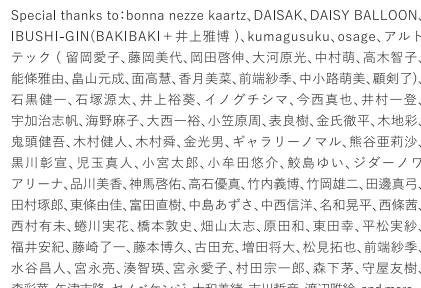 Special thanks to:bonna nezze kaartz、DAISAK、DAISY BALLOON、
IBUSHI-GIN(BAKIBAKI＋井上雅博 )、kumagusuku、osage、アルト
テック ( 留岡愛子、藤岡美代、岡田啓伸、大河原光、中村萌、高木智子、
能條雅由、畠山元成、面高慧、香月美菜、前端紗季、中小路萌美、顧剣了)、
石黒健一、石塚源太、井上裕葵、イノグチシマ、今西真也、井村一登、
宇加治志帆、海野麻子、大西一裕、小笠原周、表良樹、金氏徹平、木地彩、
鬼頭健吾、木村健人、木村舜、金光男、ギャラリーノマル、熊谷亜莉沙、
黒川彰宣、児玉真人、小宮太郎、小牟田悠介、鮫島ゆい、ジダーノワ
アリーナ、品川美香、神馬啓佑、高石優真、竹内義博、竹岡雄二、田邊真弓、
田村琢郎、東條由佳、富田直樹、中島あずさ、中西信洋、名和晃平、西條茜、
西村有未、蜷川実花、橋本敦史、畑山太志、原田和、東田幸、平松実紗、
福井安紀、藤崎了一、藤本博久、古田充、増田将大、松見拓也、前端紗季、
水谷昌人、宮永亮、湊智瑛、宮永愛子、村田宗一郎、森下茅、守屋友樹、